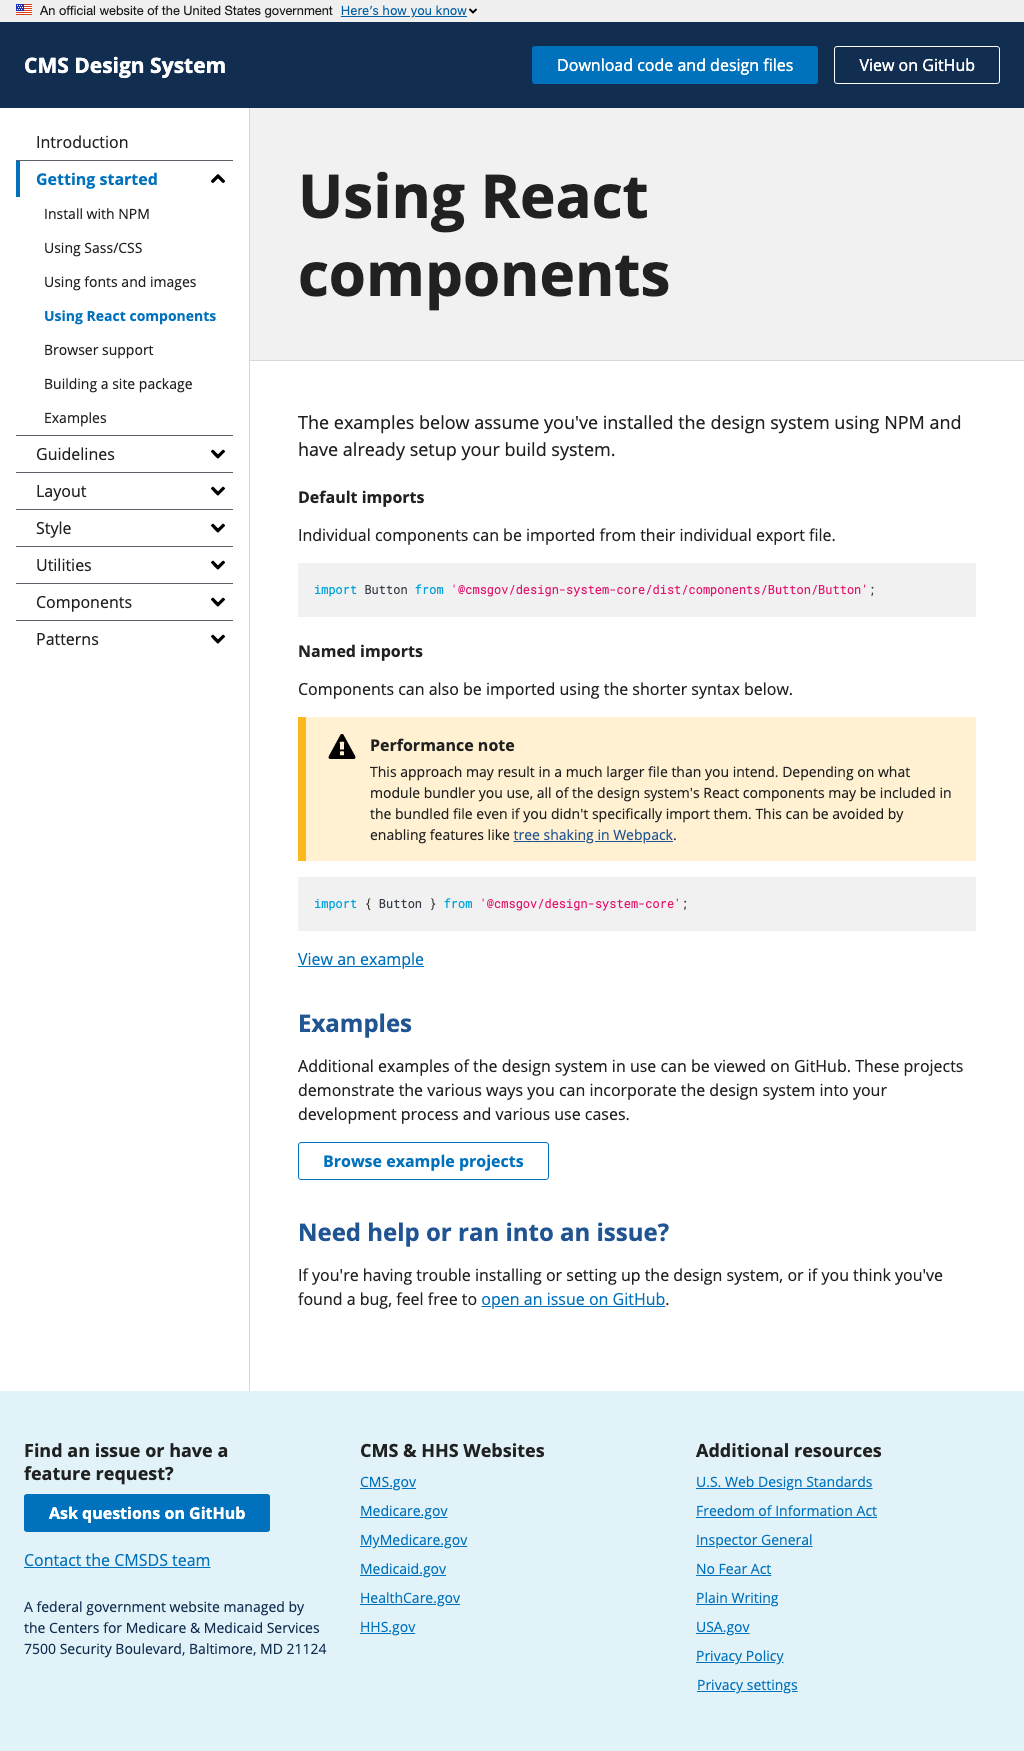 An official website of the United States government Here's how you know
CMS Design System
Download code and design files
View on GitHub
Introduction
Getting started
Install with NPM
Using Sass/CSS
Using fonts and images
Using React components
Browser support
Building a site package
Examples
Guidelines
Layout
Style
Utilities
Components
Patterns
Using React
components
The examples below assume you've installed the design system using NPM and
have already setup your build system.
Default imports
Individual components can be imported from their individual export file.
import Button from '@cmsgov/design-system-core/dist/components/Button/Button';
Named imports
Components can also be imported using the shorter syntax below.
Performance note
This approach may result in a much larger file than you intend. Depending on what
module bundler you use, all of the design system's React components may be included in
the bundled file even if you didn't specifically import them. This can be avoided by
enabling features like tree shaking in Webpack.
import { Button } from '@cmsgov/design-system-core';
View an example
Examples
Additional examples of the design system in use can be viewed on GitHub. These projects
demonstrate the various ways you can incorporate the design system into your
development process and various use cases.
Browse example projects
Need help or ran into an issue?
If you're having trouble installing or setting up the design system, or if you think you've
found a bug, feel free to open an issue on GitHub.
Find an issue or have a
feature request?
Ask questions on GitHub
Contact the CMSDS team
A federal government website managed by
the Centers for Medicare & Medicaid Services
7500 Security Boulevard, Baltimore, MD 21124
CMS & HHS Websites
CMS.gov
Medicare.gov
MyMedicare.gov
Medicaid.gov
HealthCare.gov
HHS.gov
Additional resources
U.S. Web Design Standards
Freedom of Information Act
Inspector General
No Fear Act
Plain Writing
USA.gov
Privacy Policy
Privacy settings